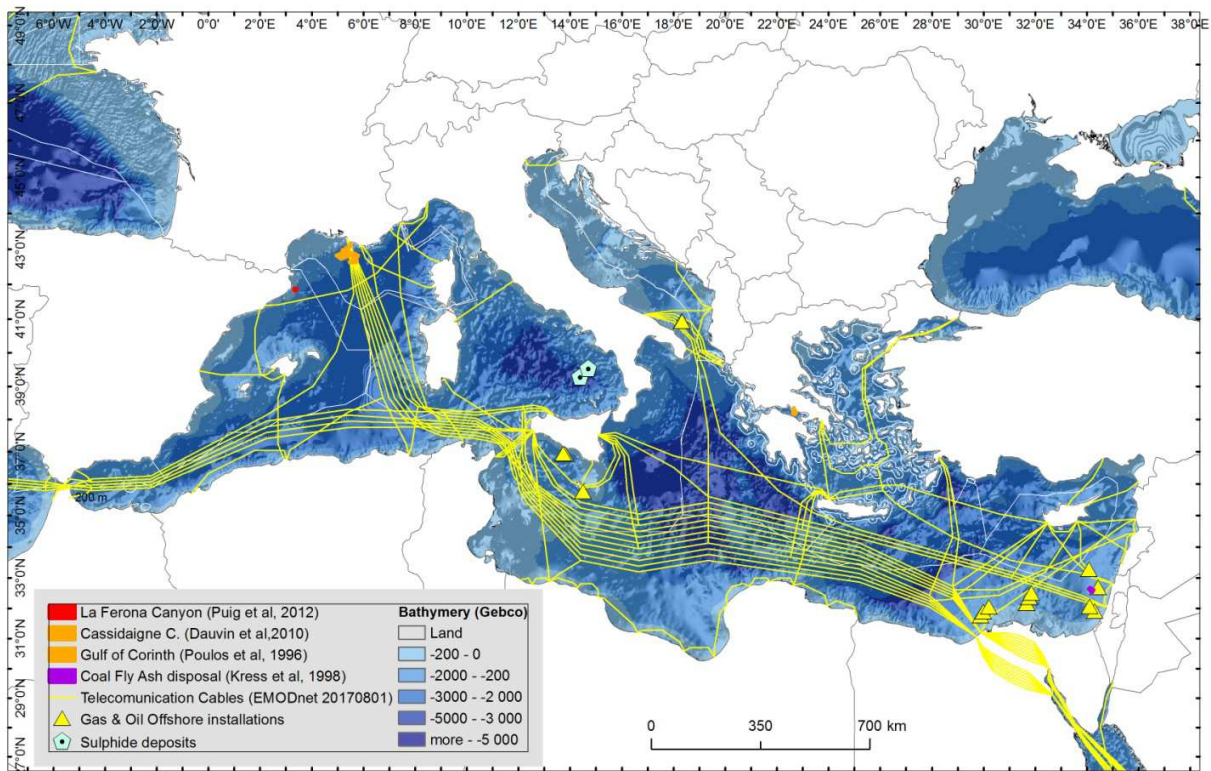 6°0'W 4°0'W 2°0'W 0°0' 2°0'E 4°0'E 6°0'E 8°0'E 10°0'E 12°0'E 14°0'E 16°0'E 18°0'E 20°0'E 22°0'E 24°0'E 26°0'E 28°0'E 30°0'E 32°0'E 34°0'E 36°0'E
49°0'N
47°0'N
45°0'N
43°0'N
41°0'N
39°0'N
37°0'N
35°0'N
33°0'N
31°0'N
29°0'N
-200 m
La Ferona Canyon (Puig et al, 2012)
Cassidaigne C. (Dauvin et al,2010)
Gulf of Corinth (Poulos et al, 1996)
Coal Fly Ash disposal (Kress et al, 1998)
Telecomunication Cables (EMODnet 20170801)
Gas & Oil Offshore installations
Sulphide deposits
Bathymery (Gebco)
Land
-200 - 0
-2000 - -200
-3000 - -2 000
-5000 - -3 000
more - -5 000
0 350 700 km